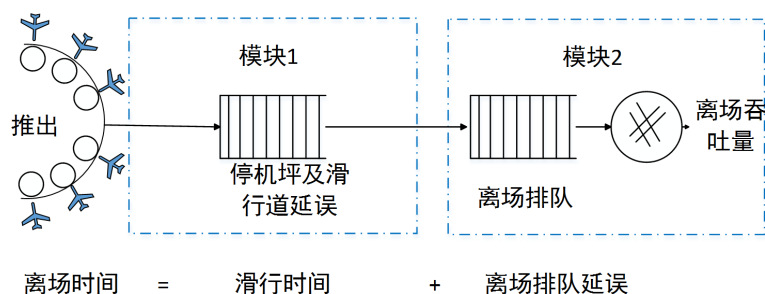 模块1
模块2
推出
停机坪及滑
行道延误
离场排队
离场吞
吐量
离场时间 = 滑行时间 + 离场排队延误